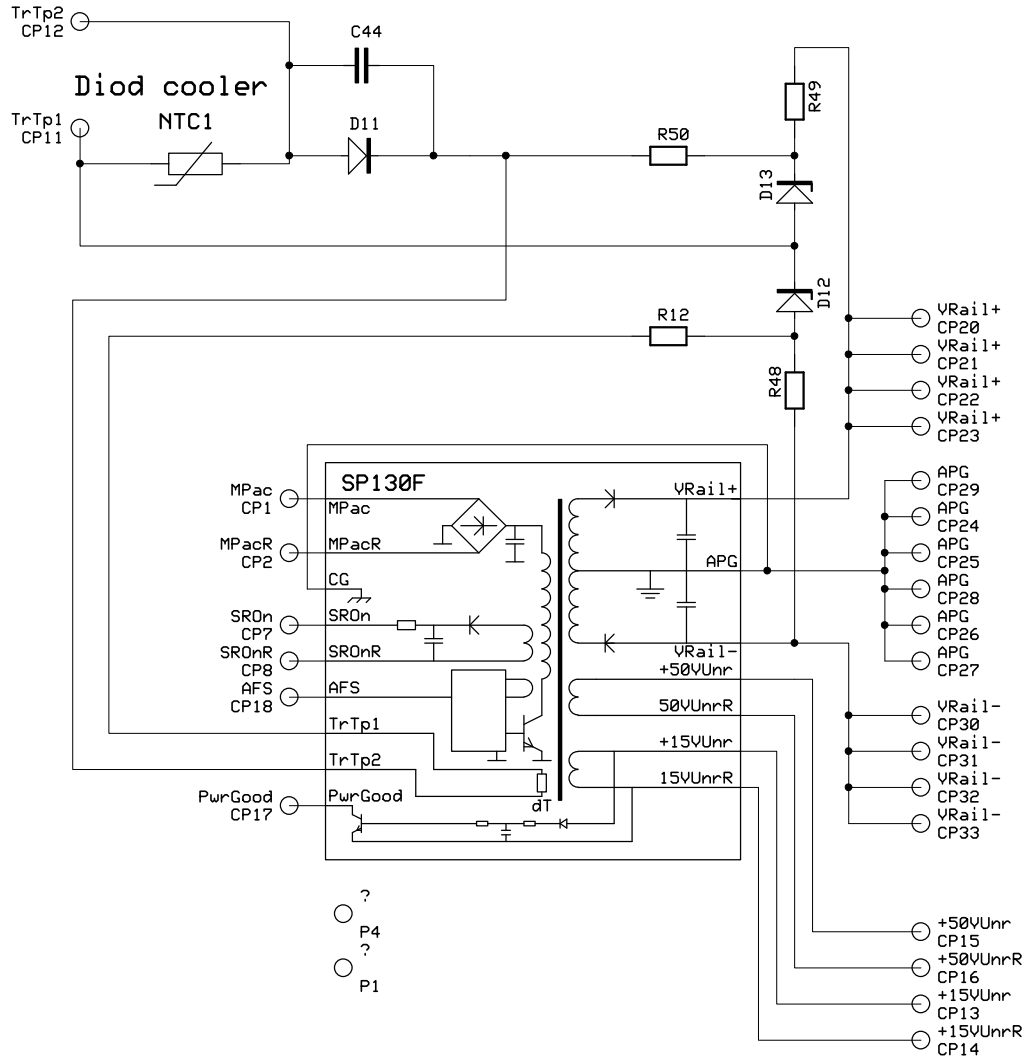 TrTp2
CP12
C44
Diod cooler
TrTp1
CP11
NTC1
D11
R50
R49
D13
D12
R12
R48
VRail+
CP20
VRail+
CP21
VRail+
CP22
VRail+
CP23
SP130F
MPac
CP1
MPac
VRail+
APG
CP29
APG
CP24
MPacR
CP2
MPacR
APG
APG
CP25
CG
APG
CP28
SROn
CP7
SROn
APG
CP26
SROnR
CP8
SROnR
VRail-
APG
CP27
+50VUnr
AFS
CP18
AFS
50VUnrR
VRail-
CP30
TrTp1
+15VUnr
VRail-
CP31
TrTp2
15VUnrR
VRail-
CP32
PwrGood
CP17
PwrGood
dT
VRail-
CP33
?
P4
?
P1
+50VUnr
CP15
+50VUnrR
CP16
+15VUnr
CP13
+15VUnrR
CP14